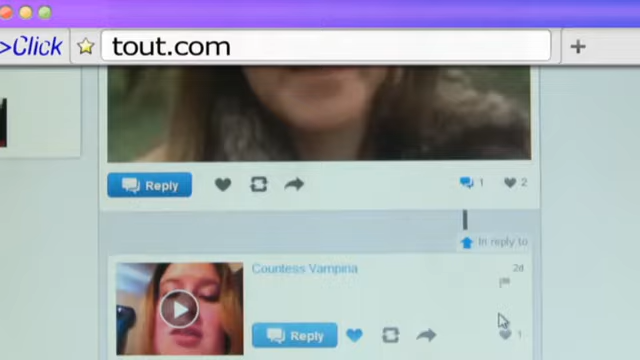 >Click
tout.com
Reply
1
2
In reply to
Countess Vampiria
2d
Reply
1